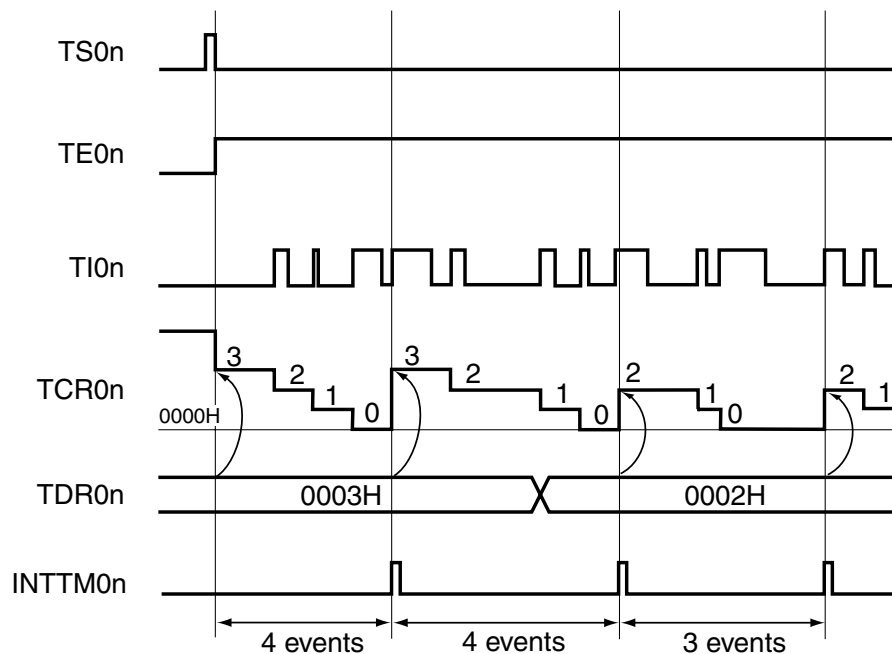 TS0n
TE0n
TI0n
TCR0n
3
2
1
0
3
2
1
0
2
1
0
2
1
0000H
TDR0n
0003H
0002H
INTTM0n
4 events
4 events
3 events